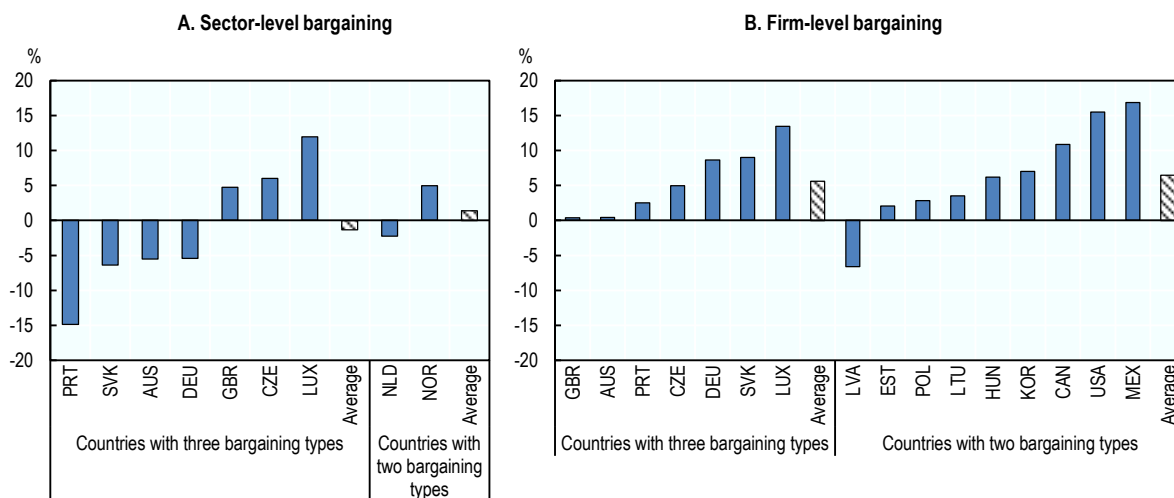 A. Sector-level bargaining
%
20
15
10
5
0
-5
-10
-15
-20
PRT
SVK
AUS
DEU
GBR
CZE
LUX
Average
NLD
NOR
Average
Countries with three bargaining types
Countries with two bargaining types
B. Firm-level bargaining
%
20
15
10
5
0
-5
-10
-15
-20
GBR
AUS
PRT
CZE
DEU
SVK
LUX
Average
LVA
EST
POL
LTU
HUN
KOR
CAN
USA
MEX
Average
Countries with three bargaining types
Countries with two bargaining types